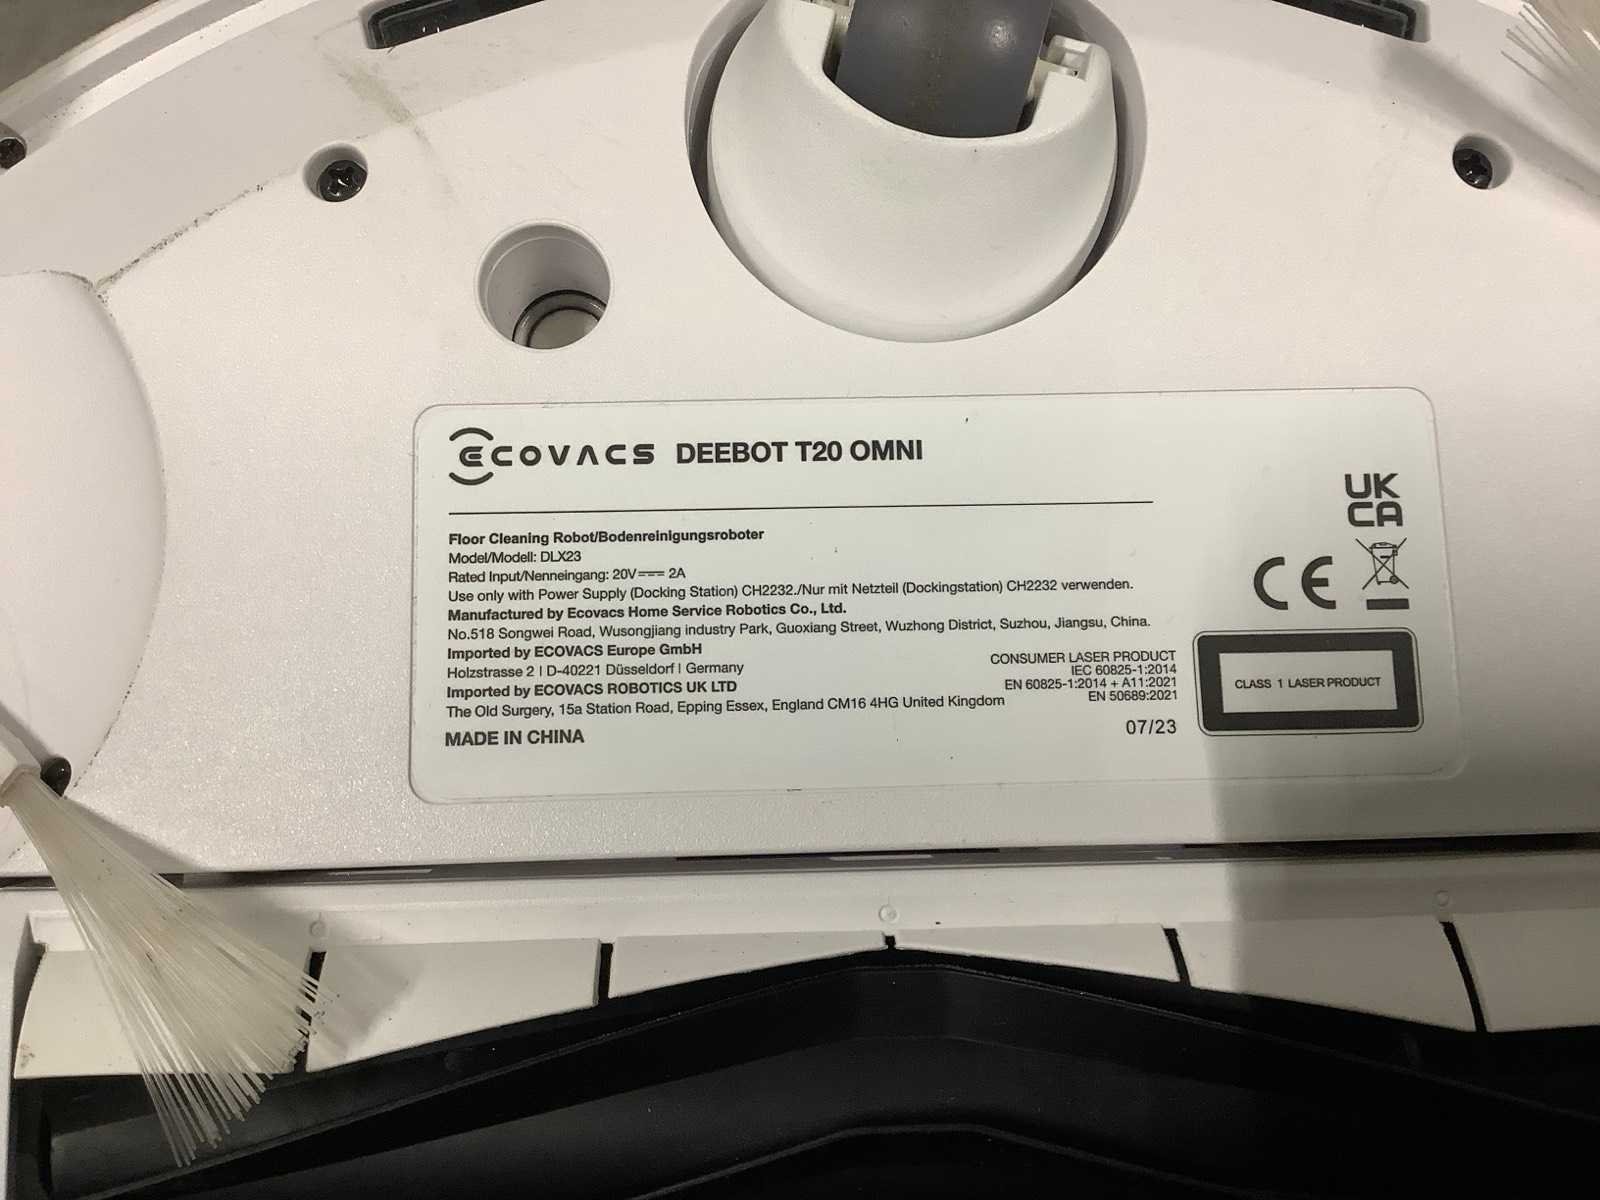 ECOVACS DEEBOT T20 OMNI
Floor Cleaning Robot/Bodenreinigungsroboter
Model/Modell: DLX23
Rated Input/Nenneingang: 20V⎓ 2A
Use only with Power Supply (Docking Station) CH2232./Nur mit Netzteil (Dockingstation) CH2232 verwenden.
Manufactured by Ecovacs Home Service Robotics Co., Ltd.
No.518 Songwei Road, Wusongjiang industry Park, Guoxiang Street, Wuzhong District, Suzhou, Jiangsu, China.
Imported by ECOVACS Europe GmbH
Holzstrasse 2 I D-40221 Düsseldorf I Germany
Imported by ECOVACS ROBOTICS UK LTD
The Old Surgery, 15a Station Road, Epping Essex, England CM16 4HG United Kingdom
MADE IN CHINA
CONSUMER LASER PRODUCT
IEC 60825-1:2014
EN 60825-1:2014 + A11:2021
EN 50689:2021
07/23
UK
CA
CE
CLASS 1 LASER PRODUCT